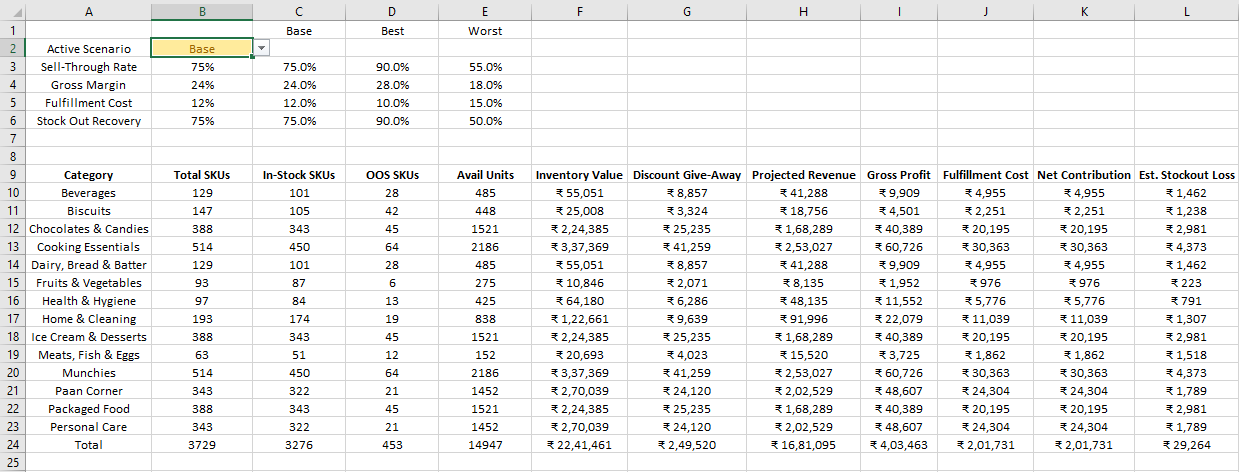 A B C D E F G H I J K L
1 Base Best Worst
2 Active Scenario Base
3 Sell-Through Rate 75% 75.0% 90.0% 55.0%
4 Gross Margin 24% 24.0% 28.0% 18.0%
5 Fulfillment Cost 12% 12.0% 10.0% 15.0%
6 Stock Out Recovery 75% 75.0% 90.0% 50.0%
7
8
9 Category Total SKUs In-Stock SKUs OOS SKUs Avail Units Inventory Value Discount Give-Away Projected Revenue Gross Profit Fulfillment Cost Net Contribution Est. Stockout Loss
10 Beverages 129 101 28 485 ₹ 55,051 ₹ 8,857 ₹ 41,288 ₹ 9,909 ₹ 4,955 ₹ 4,955 ₹ 1,462
11 Biscuits 147 105 42 448 ₹ 25,008 ₹ 3,324 ₹ 18,756 ₹ 4,501 ₹ 2,251 ₹ 2,251 ₹ 1,238
12 Chocolates & Candies 388 343 45 1521 ₹ 2,24,385 ₹ 25,235 ₹ 1,68,289 ₹ 40,389 ₹ 20,195 ₹ 20,195 ₹ 2,981
13 Cooking Essentials 514 450 64 2186 ₹ 3,37,369 ₹ 41,259 ₹ 2,53,027 ₹ 60,726 ₹ 30,363 ₹ 30,363 ₹ 4,373
14 Dairy, Bread & Batter 129 101 28 485 ₹ 55,051 ₹ 8,857 ₹ 41,288 ₹ 9,909 ₹ 4,955 ₹ 4,955 ₹ 1,462
15 Fruits & Vegetables 93 87 6 275 ₹ 10,846 ₹ 2,071 ₹ 8,135 ₹ 1,952 ₹ 976 ₹ 976 ₹ 223
16 Health & Hygiene 97 84 13 425 ₹ 64,180 ₹ 6,286 ₹ 48,135 ₹ 11,552 ₹ 5,776 ₹ 5,776 ₹ 791
17 Home & Cleaning 193 174 19 838 ₹ 1,22,661 ₹ 9,639 ₹ 91,996 ₹ 22,079 ₹ 11,039 ₹ 11,039 ₹ 1,307
18 Ice Cream & Desserts 388 343 45 1521 ₹ 2,24,385 ₹ 25,235 ₹ 1,68,289 ₹ 40,389 ₹ 20,195 ₹ 20,195 ₹ 2,981
19 Meats, Fish & Eggs 63 51 12 152 ₹ 20,693 ₹ 4,023 ₹ 15,520 ₹ 3,725 ₹ 1,862 ₹ 1,862 ₹ 1,518
20 Munchies 514 450 64 2186 ₹ 3,37,369 ₹ 41,259 ₹ 2,53,027 ₹ 60,726 ₹ 30,363 ₹ 30,363 ₹ 4,373
21 Paan Corner 343 322 21 1452 ₹ 2,70,039 ₹ 24,120 ₹ 2,02,529 ₹ 48,607 ₹ 24,304 ₹ 24,304 ₹ 1,789
22 Packaged Food 388 343 45 1521 ₹ 2,24,385 ₹ 25,235 ₹ 1,68,289 ₹ 40,389 ₹ 20,195 ₹ 20,195 ₹ 2,981
23 Personal Care 343 322 21 1452 ₹ 2,70,039 ₹ 24,120 ₹ 2,02,529 ₹ 48,607 ₹ 24,304 ₹ 24,304 ₹ 1,789
24 Total 3729 3276 453 14947 ₹ 22,41,461 ₹ 2,49,520 ₹ 16,81,095 ₹ 4,03,463 ₹ 2,01,731 ₹ 2,01,731 ₹ 29,264
25